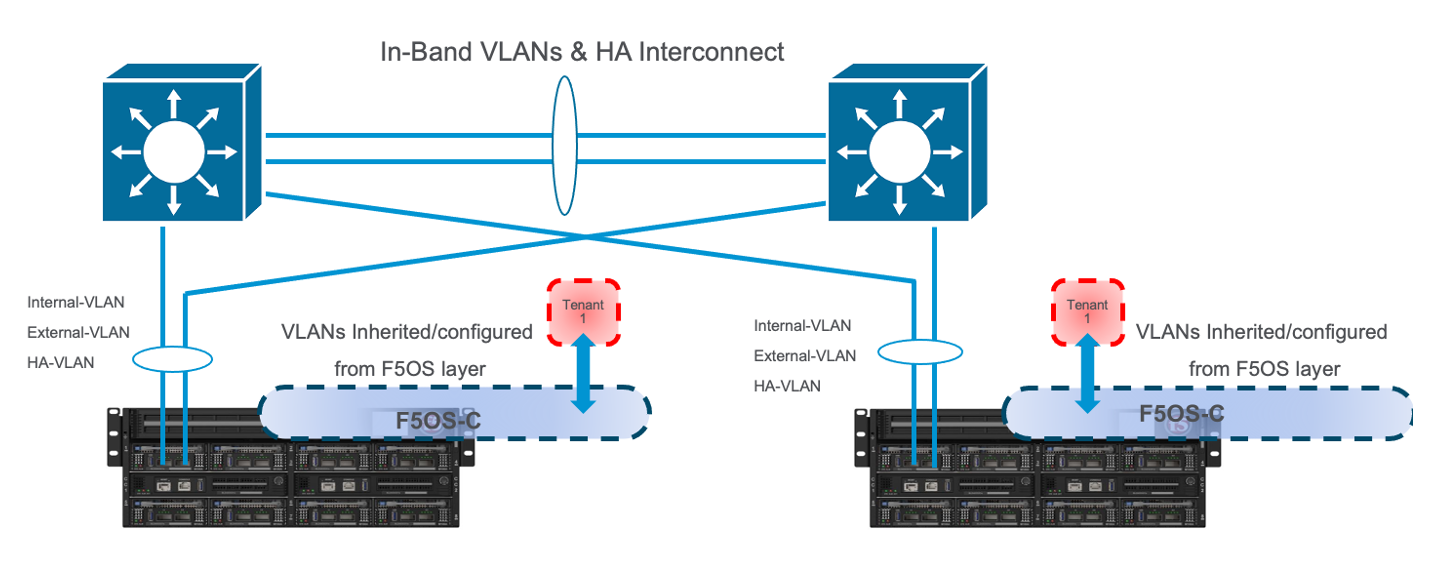 In-Band VLANs & HA Interconnect
Internal-VLAN
External-VLAN
HA-VLAN
VLANs Inherited/configured
from F5OS layer
Tenant
1
F5OS-C
Internal-VLAN
External-VLAN
HA-VLAN
Tenant
1
VLANs Inherited/configured
from F5OS layer
F5OS-C